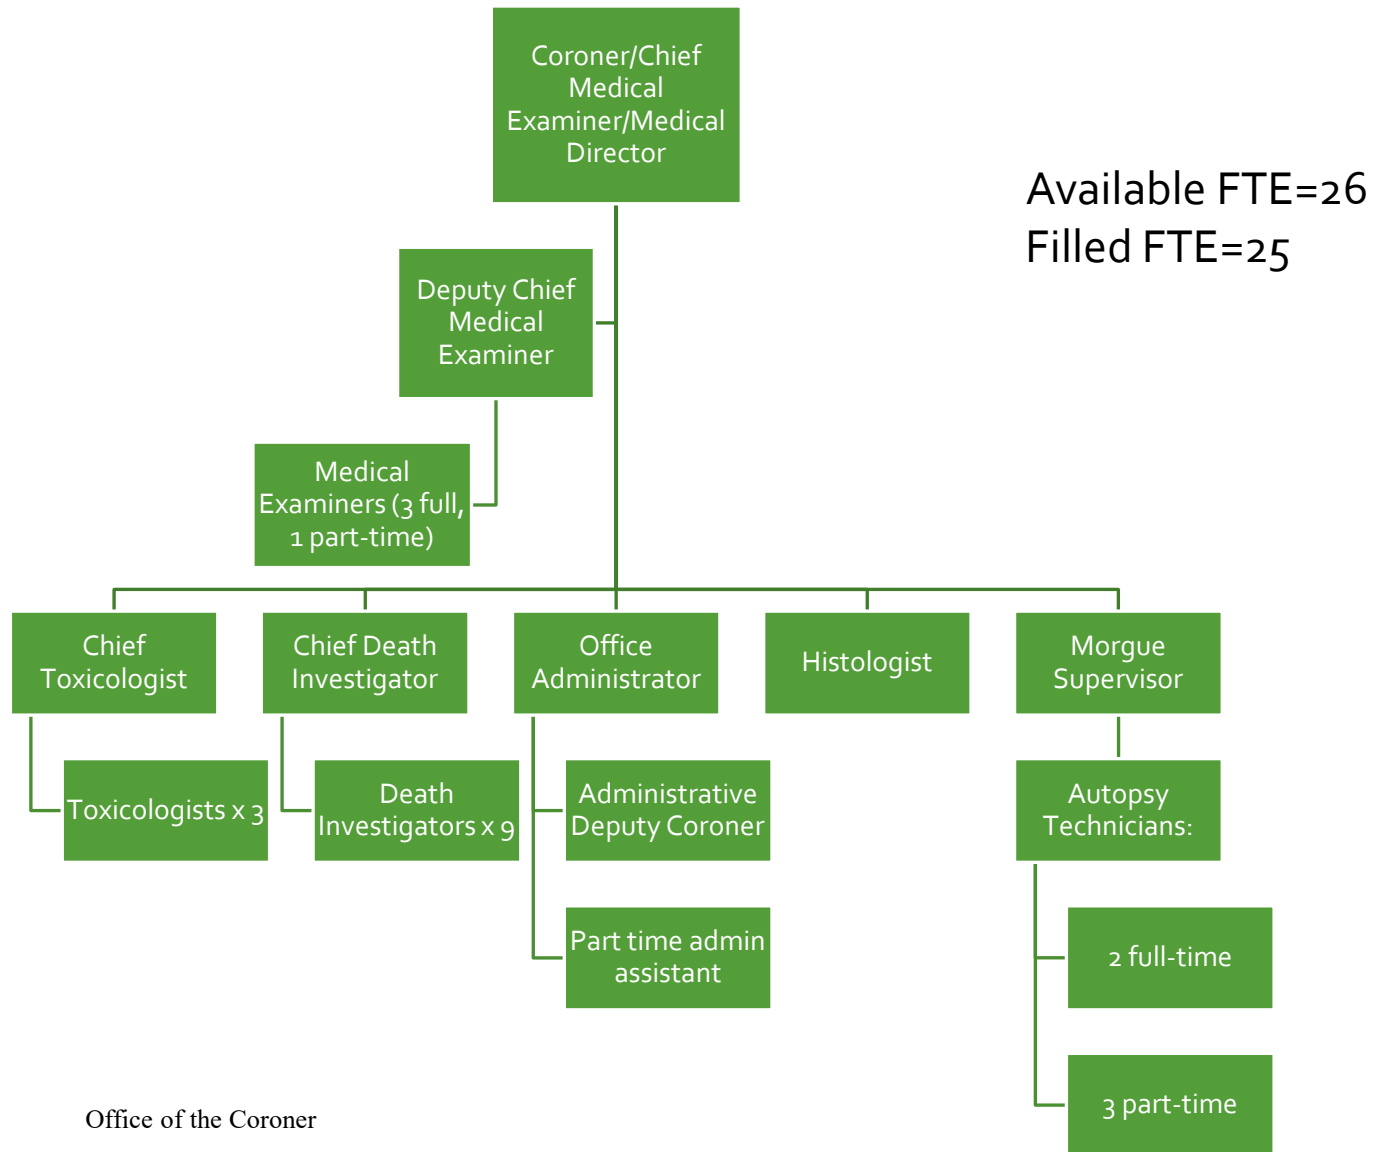 Coroner/Chief
Medical
Examiner/Medical
Director
Available FTE=26
Filled FTE=25
Deputy Chief
Medical
Examiner
Medical
Examiners (3 full,
1 part-time)
Chief
Toxicologist
Chief Death
Investigator
Office
Administrator
Histologist
Morgue
Supervisor
Toxicologists x 3
Death
Investigators x 9
Administrative
Deputy Coroner
Autopsy
Technicians:
Part time admin
assistant
2 full-time
3 part-time
Office of the Coroner